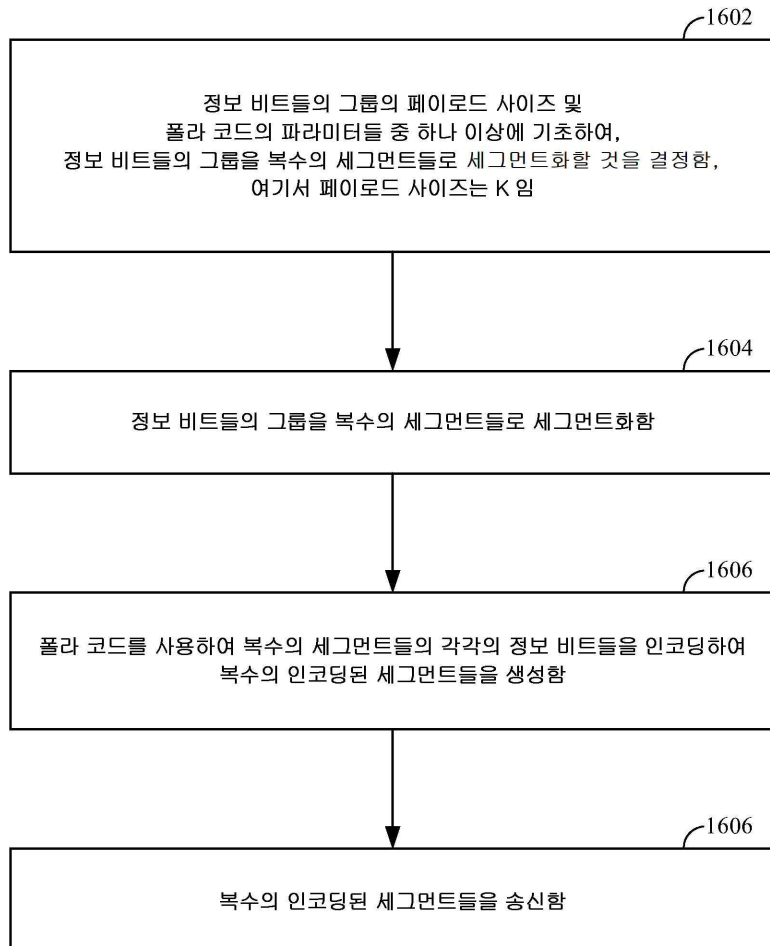 1602
정보 비트들의 그룹의 페이로드 사이즈 및
폴라 코드의 파라미터들 중 하나 이상에 기초하여,
정보 비트들의 그룹을 복수의 세그먼트들로 세그먼트화할 것을 결정함,
여기서 페이로드 사이즈는 K 임
1604
정보 비트들의 그룹을 복수의 세그먼트들로 세그먼트화함
1606
폴라 코드를 사용하여 복수의 세그먼트들의 각각의 정보 비트들을 인코딩하여
복수의 인코딩된 세그먼트들을 생성함
1606
복수의 인코딩된 세그먼트들을 송신함